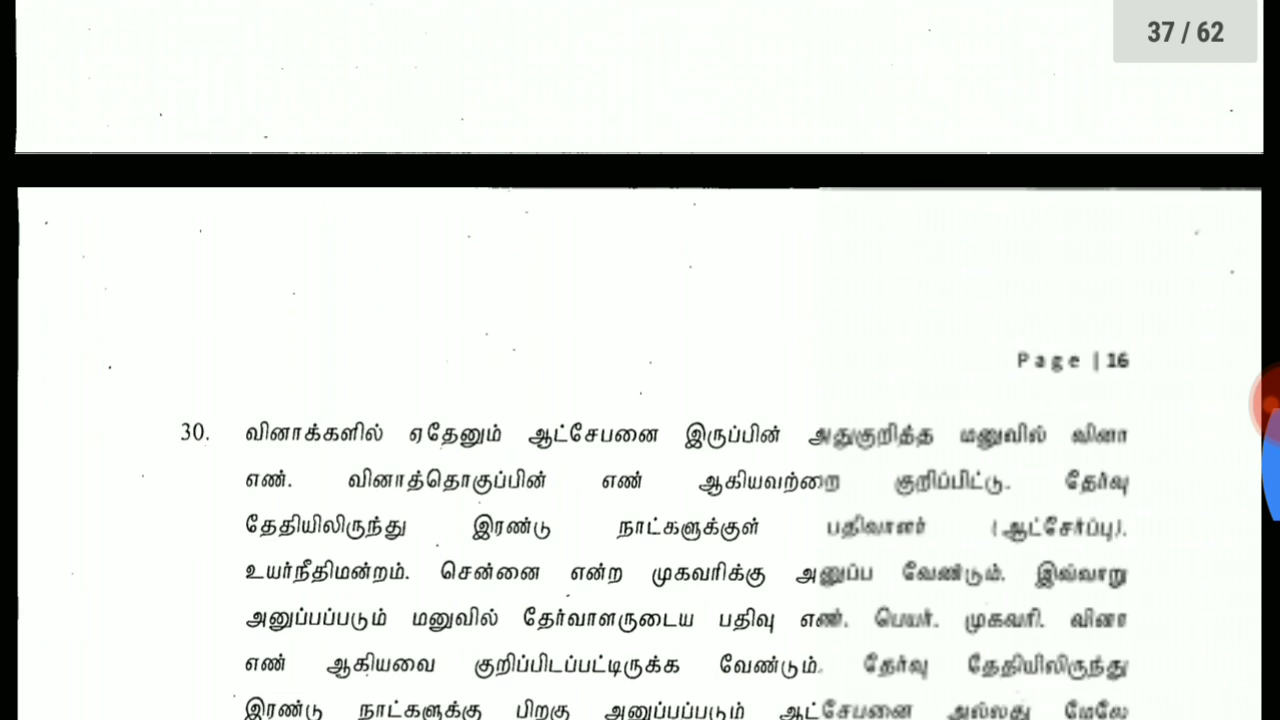 37 / 62
Page | 16
30. வினாக்களில் ஏதேனும் ஆட்சேபனை இருப்பின் அதுகுறித்த மனுவில் வினா
எண். வினாத்தொகுப்பின் எண் ஆகியவற்றை குறிப்பிட்டு. தேர்வு
தேதியிலிருந்து இரண்டு நாட்களுக்குள் பதிவாளர் (ஆட்சேர்ப்பு).
உயர்நீதிமன்றம். சென்னை என்ற முகவரிக்கு அனுப்ப வேண்டும். இவ்வாறு
அனுப்பப்படும் மனுவில் தேர்வாளருடைய பதிவு எண். பெயர். முகவரி. வினா
எண் ஆகியவை குறிப்பிடப்பட்டிருக்க வேண்டும். தேர்வு தேதியிலிருந்து
இரண்டு நாட்களுக்கு பிறகு அனுப்பப்படும் ஆட்சேபனை அல்லது மேலே